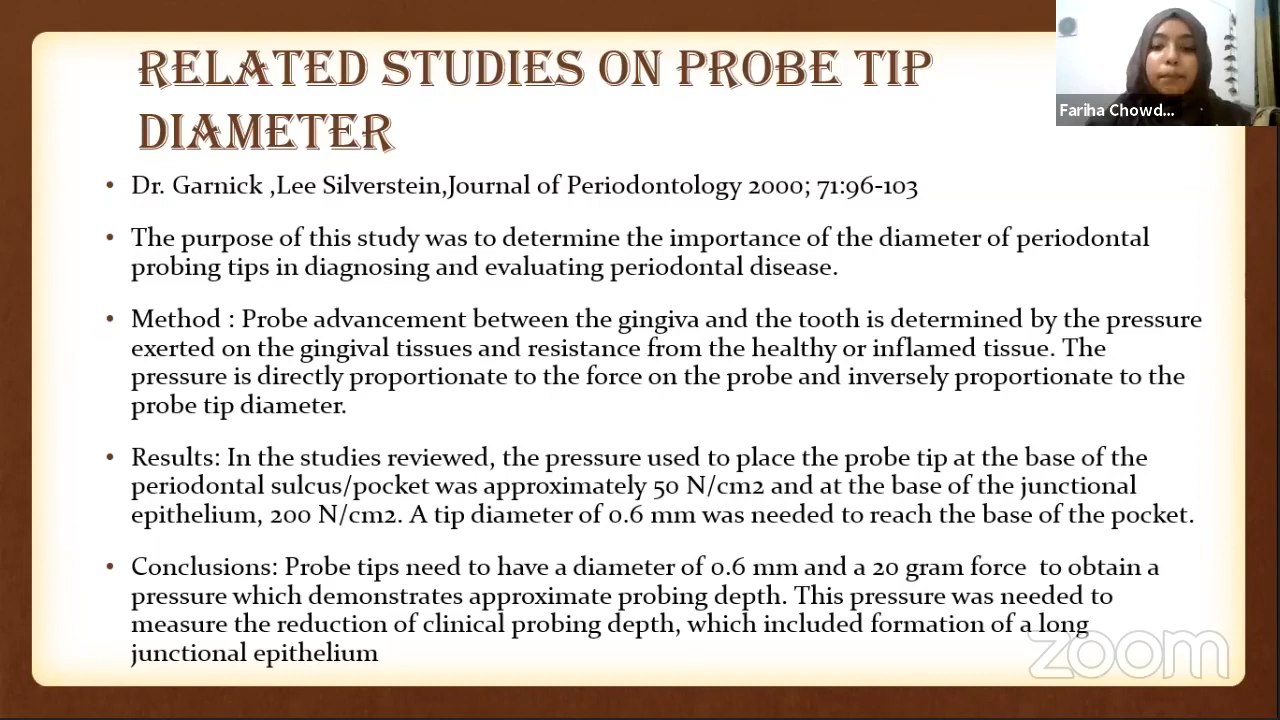 RELATED STUDIES ON PROBE TIP
DIAMETER
Fariha Chowd...
• Dr. Garnick ,Lee Silverstein,Journal of Periodontology 2000; 71:96-103
• The purpose of this study was to determine the importance of the diameter of periodontal
probing tips in diagnosing and evaluating periodontal disease.
• Method : Probe advancement between the gingiva and the tooth is determined by the pressure
exerted on the gingival tissues and resistance from the healthy or inflamed tissue. The
pressure is directly proportionate to the force on the probe and inversely proportionate to the
probe tip diameter.
• Results: In the studies reviewed, the pressure used to place the probe tip at the base of the
periodontal sulcus/pocket was approximately 50 N/cm2 and at the base of the junctional
epithelium, 200 N/cm2. A tip diameter of 0.6 mm was needed to reach the base of the pocket.
• Conclusions: Probe tips need to have a diameter of 0.6 mm and a 20 gram force  to obtain a
pressure which demonstrates approximate probing depth. This pressure was needed to
measure the reduction of clinical probing depth, which included formation of a long
junctional epithelium
zoom